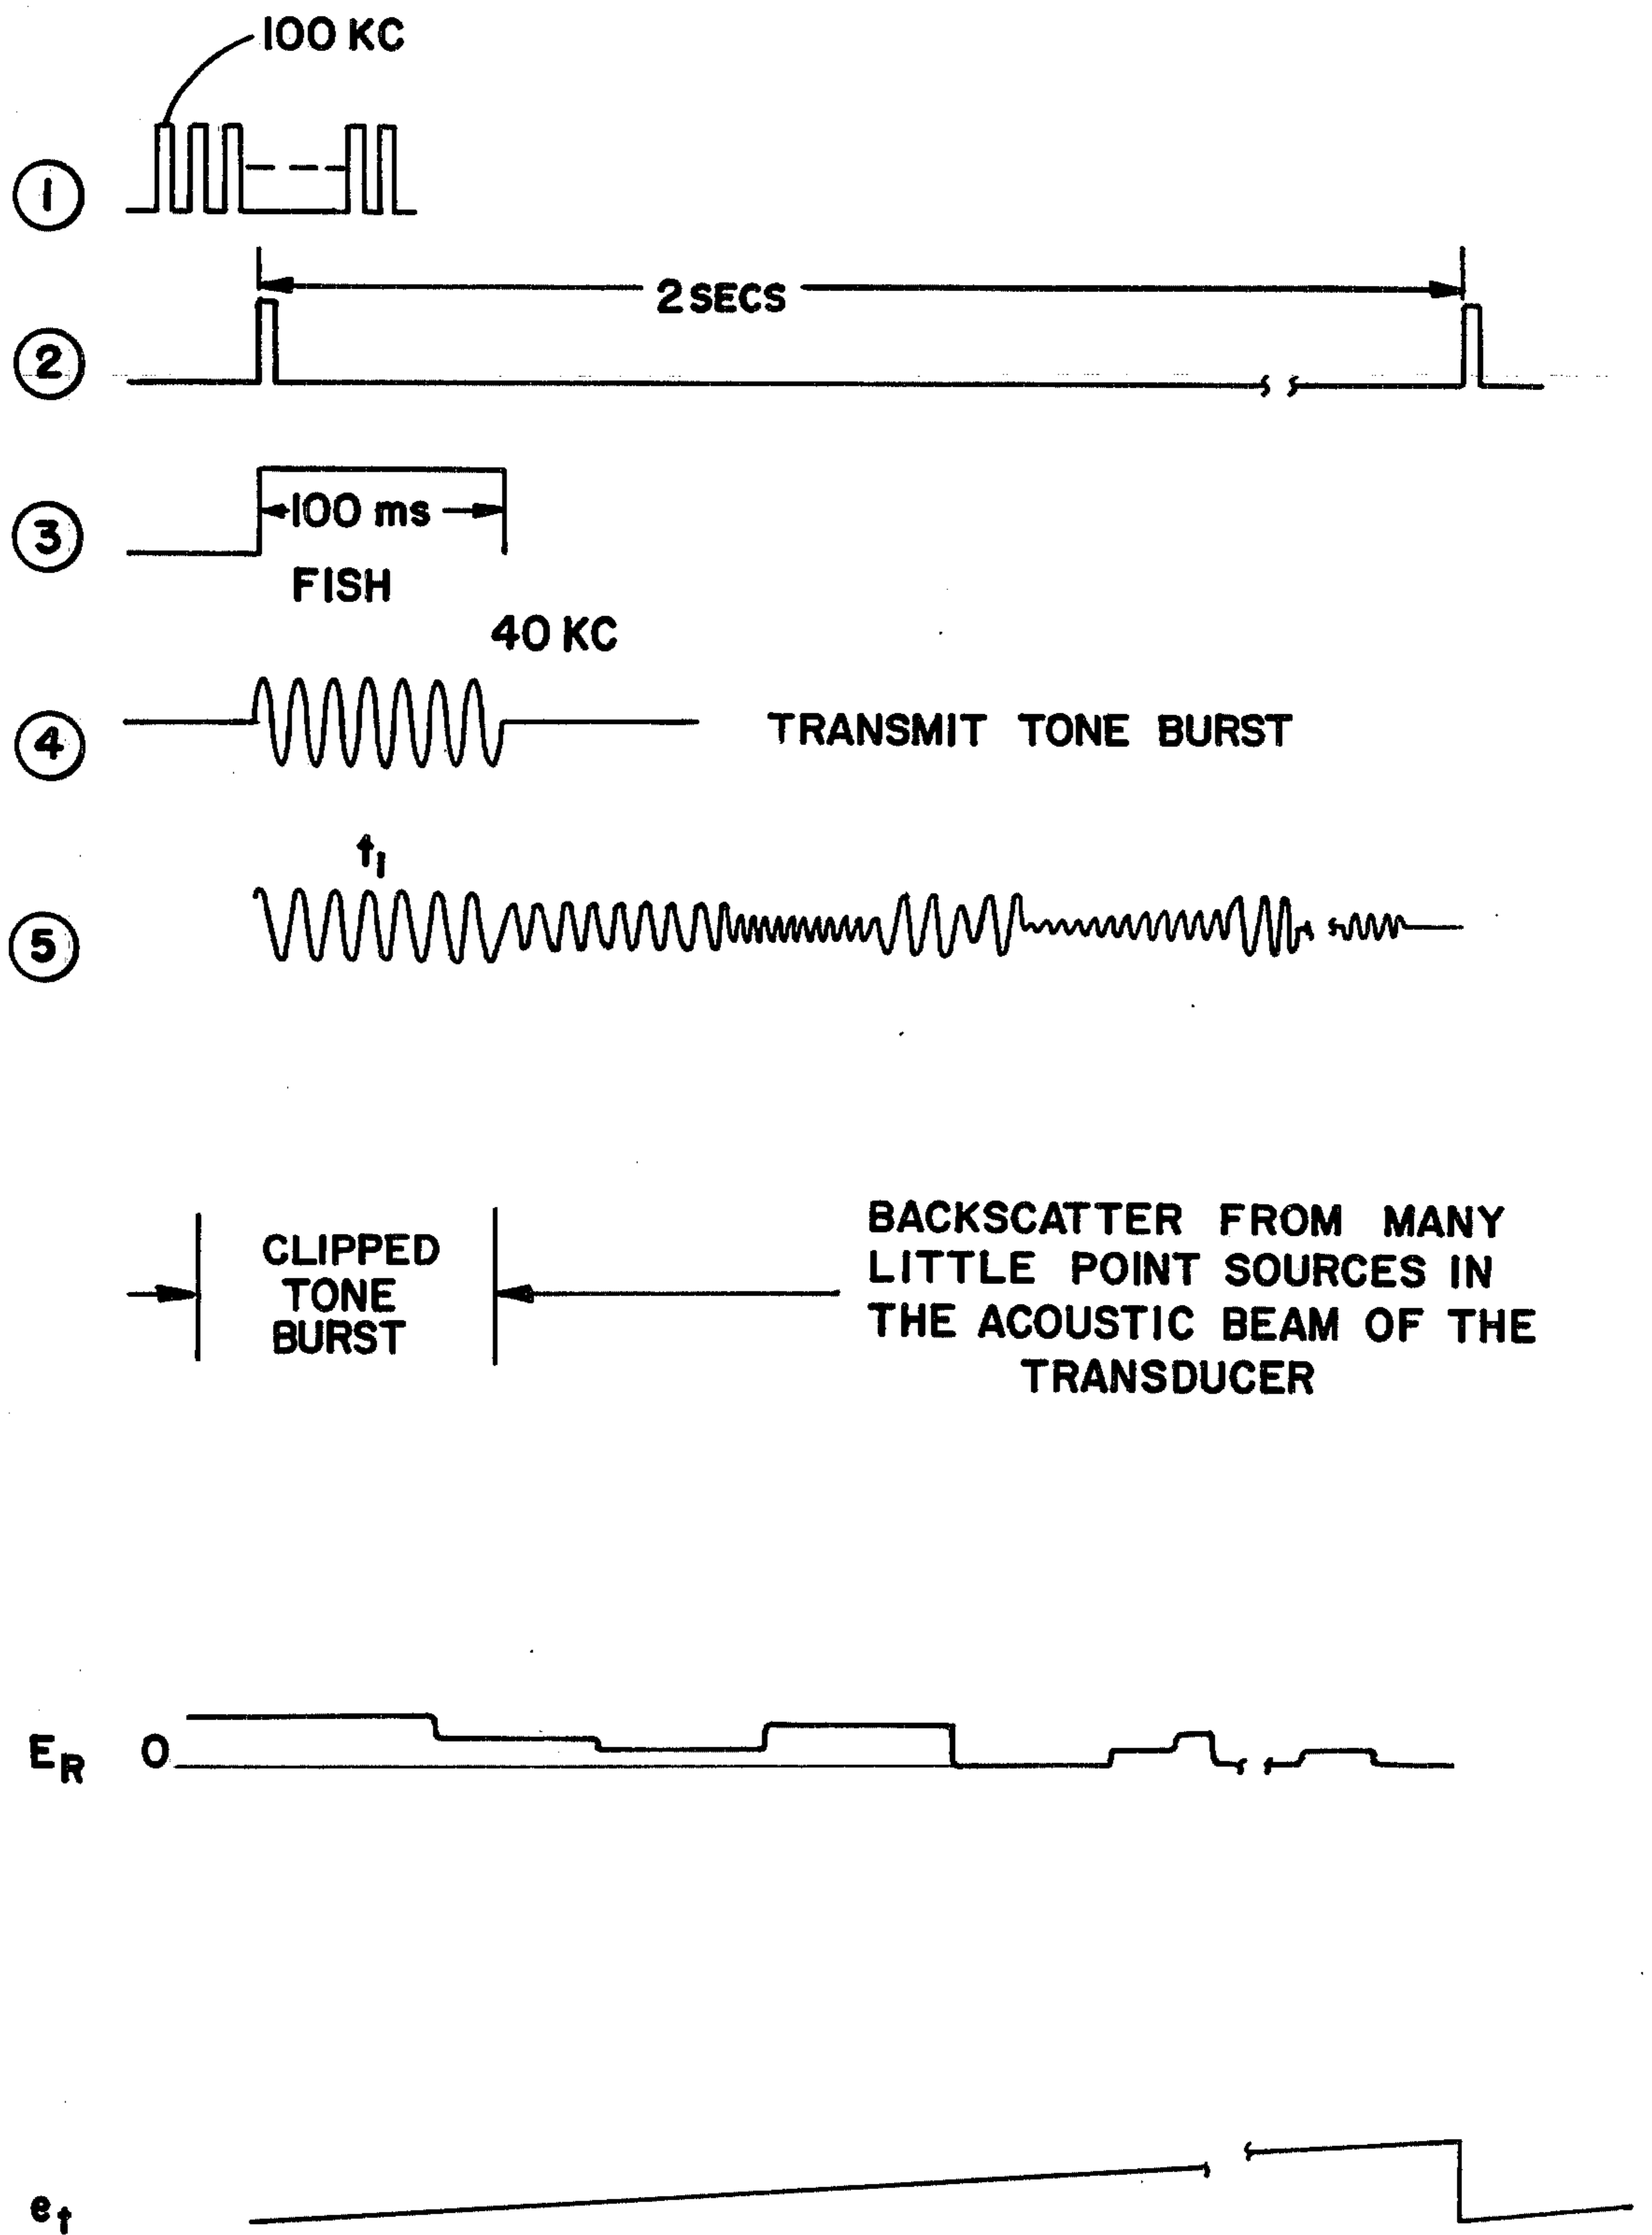 100 KC
1
2 SECS
2
3
100 ms
FISH
40 KC
4
TRANSMIT TONE BURST
t1
5
CLIPPED
TONE
BURST
BACKSCATTER FROM MANY
LITTLE POINT SOURCES IN
THE ACOUSTIC BEAM OF THE
TRANSDUCER
ER 0
et